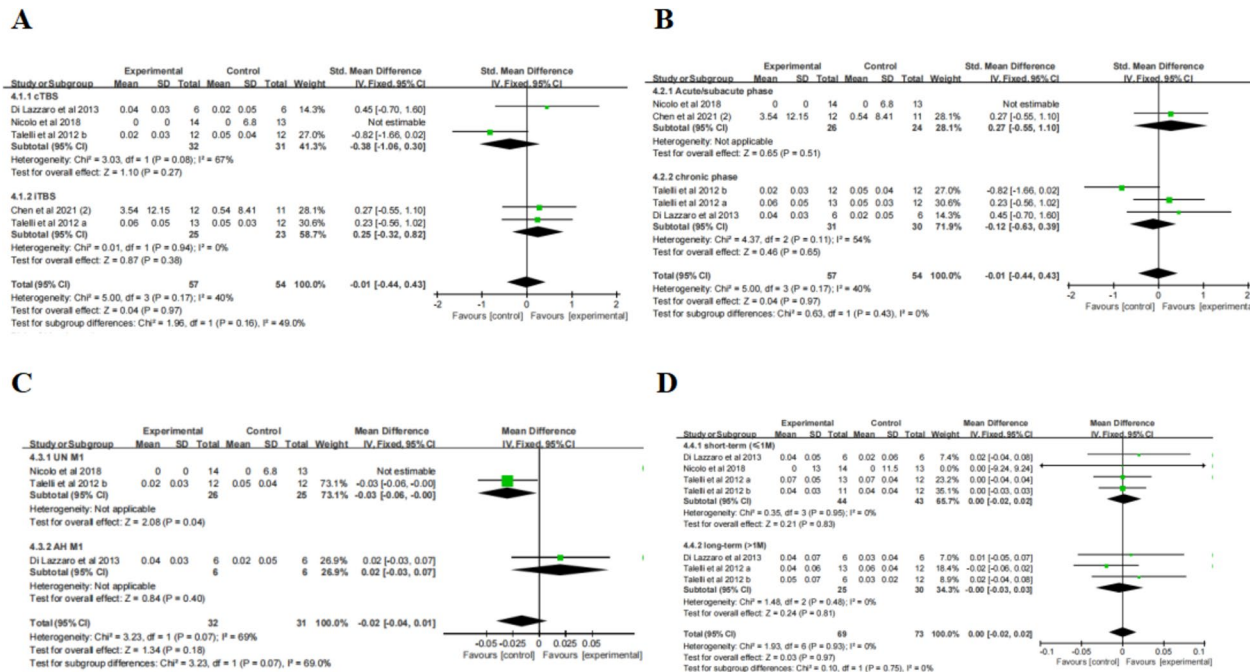 A
Experimental Control Std. Mean Difference Std. Mean Difference
Study or Subgroup Mean SD Total Mean SD Total Weight IV, Fixed, 95% CI IV, Fixed, 95% CI
4.1.1 cTBS
Di Lazzaro et al 2013 0.04 0.03 6 0.02 0.05 6 14.3% 0.45 [-0.70, 1.60]
Nicolo et al 2018 0 0 14 0 6.8 13 Not estimable
Talelli et al 2012 b 0.02 0.03 12 0.05 0.04 12 27.0% -0.82 [-1.66, 0.02]
Subtotal (95% CI) 32 31 41.3% -0.38 [-1.06, 0.30]
Heterogeneity: Chi² = 3.03, df = 1 (P = 0.08); I² = 67%
Test for overall effect: Z = 1.10 (P = 0.27)
4.1.2 iTBS
Chen et al 2021 (2) 3.54 12.15 12 0.54 8.41 11 28.1% 0.27 [-0.55, 1.10]
Talelli et al 2012 a 0.06 0.05 13 0.05 0.03 12 30.6% 0.23 [-0.56, 1.02]
Subtotal (95% CI) 25 23 58.7% 0.25 [-0.32, 0.82]
Heterogeneity: Chi² = 0.01, df = 1 (P = 0.94); I² = 0%
Test for overall effect: Z = 0.87 (P = 0.38)
Total (95% CI) 57 54 100.0% -0.01 [-0.44, 0.43]
Heterogeneity: Chi² = 5.00, df = 3 (P = 0.17); I² = 40%
Test for overall effect: Z = 0.04 (P = 0.97)
Test for subgroup differences: Chi² = 1.96, df = 1 (P = 0.16), I² = 49.0%
-2 -1 0 1 2
Favours [control] Favours [experimental]
B
Experimental Control Std. Mean Difference Std. Mean Difference
Study or Subgroup Mean SD Total Mean SD Total Weight IV, Fixed, 95% CI IV, Fixed, 95% CI
4.2.1 Acute/subacute phase
Nicolo et al 2018 0 0 14 0 6.8 13 Not estimable
Chen et al 2021 (2) 3.54 12.15 12 0.54 8.41 11 28.1% 0.27 [-0.55, 1.10]
Subtotal (95% CI) 26 24 28.1% 0.27 [-0.55, 1.10]
Heterogeneity: Not applicable
Test for overall effect: Z = 0.65 (P = 0.51)
4.2.2 chronic phase
Talelli et al 2012 b 0.02 0.03 12 0.05 0.04 12 27.0% -0.82 [-1.66, 0.02]
Talelli et al 2012 a 0.06 0.05 13 0.05 0.03 12 30.6% 0.23 [-0.56, 1.02]
Di Lazzaro et al 2013 0.04 0.03 6 0.02 0.05 6 14.3% 0.45 [-0.70, 1.60]
Subtotal (95% CI) 31 30 71.9% -0.12 [-0.63, 0.39]
Heterogeneity: Chi² = 4.37, df = 2 (P = 0.11); I² = 54%
Test for overall effect: Z = 0.46 (P = 0.65)
Total (95% CI) 57 54 100.0% -0.01 [-0.44, 0.43]
Heterogeneity: Chi² = 5.00, df = 3 (P = 0.17); I² = 40%
Test for overall effect: Z = 0.04 (P = 0.97)
Test for subgroup differences: Chi² = 0.63, df = 1 (P = 0.43), I² = 0%
-2 -1 0 1 2
Favours [control] Favours [experimental]
C
Experimental Control Mean Difference Mean Difference
Study or Subgroup Mean SD Total Mean SD Total Weight IV, Fixed, 95% CI IV, Fixed, 95% CI
4.3.1 UN M1
Nicolo et al 2018 0 0 14 0 6.8 13 Not estimable
Talelli et al 2012 b 0.02 0.03 12 0.05 0.04 12 73.1% -0.03 [-0.06, -0.00]
Subtotal (95% CI) 26 25 73.1% -0.03 [-0.06, -0.00]
Heterogeneity: Not applicable
Test for overall effect: Z = 2.08 (P = 0.04)
4.3.2 AH M1
Di Lazzaro et al 2013 0.04 0.03 6 0.02 0.05 6 26.9% 0.02 [-0.03, 0.07]
Subtotal (95% CI) 6 6 26.9% 0.02 [-0.03, 0.07]
Heterogeneity: Not applicable
Test for overall effect: Z = 0.84 (P = 0.40)
Total (95% CI) 32 31 100.0% -0.02 [-0.04, 0.01]
Heterogeneity: Chi² = 3.23, df = 1 (P = 0.07); I² = 69%
Test for overall effect: Z = 1.34 (P = 0.18)
Test for subgroup differences: Chi² = 3.23, df = 1 (P = 0.07), I² = 69.0%
-0.05 -0.025 0 0.025 0.05
Favours [control] Favours [experimental]
D
Experimental Control Mean Difference Mean Difference
Study or Subgroup Mean SD Total Mean SD Total Weight IV, Fixed, 95% CI IV, Fixed, 95% CI
4.4.1 short-term (≤1M)
Di Lazzaro et al 2013 0.04 0.05 6 0.02 0.06 6 7.4% 0.02 [-0.04, 0.08]
Nicolo et al 2018 0 13 14 0 11.5 13 0.0% 0.00 [-9.24, 9.24]
Talelli et al 2012 a 0.07 0.05 13 0.07 0.04 12 23.2% 0.00 [-0.04, 0.04]
Talelli et al 2012 b 0.04 0.03 11 0.04 0.04 12 35.1% 0.00 [-0.03, 0.03]
Subtotal (95% CI) 44 43 65.7% 0.00 [-0.02, 0.02]
Heterogeneity: Chi² = 0.35, df = 3 (P = 0.95); I² = 0%
Test for overall effect: Z = 0.21 (P = 0.83)
4.4.2 long-term (>1M)
Di Lazzaro et al 2013 0.04 0.07 6 0.03 0.04 6 7.0% 0.01 [-0.05, 0.07]
Talelli et al 2012 a 0.04 0.06 13 0.06 0.04 12 18.4% -0.02 [-0.06, 0.02]
Talelli et al 2012 b 0.05 0.07 6 0.03 0.02 12 8.9% 0.02 [-0.04, 0.08]
Subtotal (95% CI) 25 30 34.3% -0.00 [-0.03, 0.03]
Heterogeneity: Chi² = 1.48, df = 2 (P = 0.48); I² = 0%
Test for overall effect: Z = 0.24 (P = 0.81)
Total (95% CI) 69 73 100.0% 0.00 [-0.02, 0.02]
Heterogeneity: Chi² = 1.93, df = 6 (P = 0.93); I² = 0%
Test for overall effect: Z = 0.03 (P = 0.97)
Test for subgroup differences: Chi² = 0.10, df = 1 (P = 0.75), I² = 0%
-0.1 -0.05 0 0.05 0.1
Favours [control] Favours [experimental]